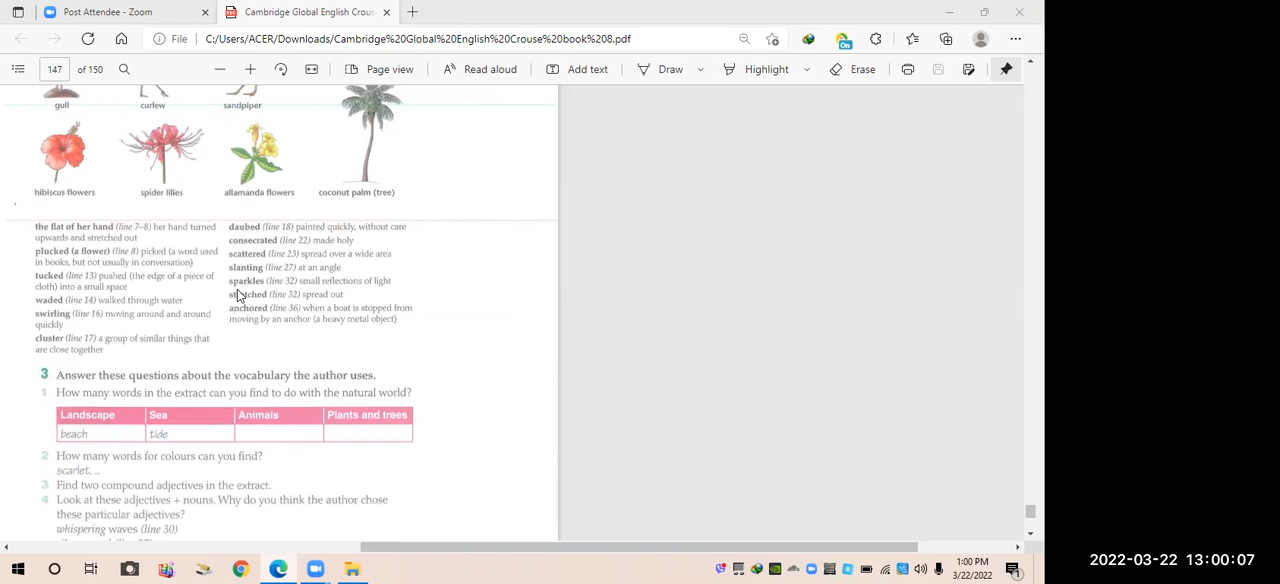 Post Attendee - Zoom
Cambridge Global English Crous
File
C:/Users/ACER/Downloads/Cambridge%20Global%20English%20Crouse%20book%208.pdf
On
147 of 150
Page view
Read aloud
Add text
Draw
Highlight
Erase
gull
curlew
sandpiper
hibiscus flowers
spider lilies
allamanda flowers
coconut palm (tree)
the flat of her hand (line 7–8) her hand turned
upwards and stretched out
plucked (a flower) (line 8) picked (a word used
in books, but not usually in conversation)
tucked (line 13) pushed (the edge of a piece of
cloth) into a small space
waded (line 14) walked through water
swirling (line 16) moving around and around
quickly
cluster (line 17) a group of similar things that
are close together
daubed (line 18) painted quickly, without care
consecrated (line 22) made holy
scattered (line 23) spread over a wide area
slanting (line 27) at an angle
sparkles (line 32) small reflections of light
stretched (line 32) spread out
anchored (line 36) when a boat is stopped from
moving by an anchor (a heavy metal object)
3 Answer these questions about the vocabulary the author uses.
1 How many words in the extract can you find to do with the natural world?
Landscape Sea Animals Plants and trees
beach tide
2 How many words for colours can you find?
scarlet, ...
3 Find two compound adjectives in the extract.
4 Look at these adjectives + nouns. Why do you think the author chose
these particular adjectives?
whispering waves (line 30)
1:00 PM
3/22/2022
1
2022-03-22 13:00:07